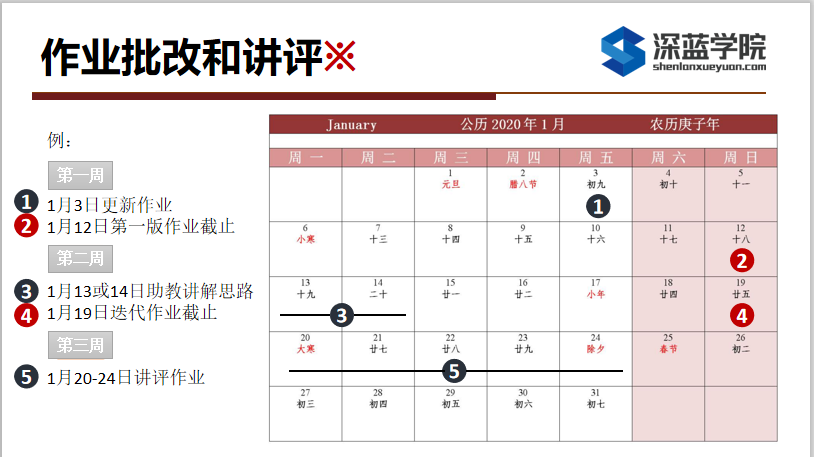 作业批改和讲评※
深蓝学院
shenlanxueyuan.com
例：
第一周
1 1月3日更新作业
2 1月12日第一版作业截止
第二周
3 1月13或14日助教讲解思路
4 1月19日迭代作业截止
第三周
5 1月20-24日讲评作业
January 公历 2020 年 1 月 农历庚子年
周 一 周 二 周 三 周 四 周 五 周 六 周 日
1 2 3 4 5
元旦 腊八节 初九 初十 十一
1
6 7 8 9 10 11 12
小寒 十三 十四 十五 十六 十七 十八
2
13 14 15 16 17 18 19
十九 二十 廿一 廿二 小年 廿四 廿五
3 4
20 21 22 23 24 25 26
大寒 廿七 廿八 廿九 除夕 春节 初二
5
27 28 29 30 31
初三 初四 初五 初六 初七